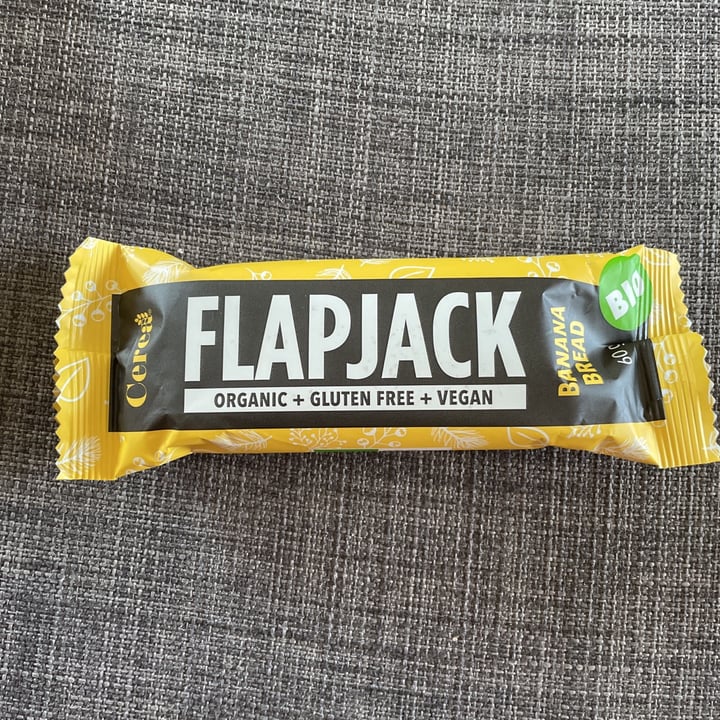 Cerea
FLAPJACK
ORGANIC + GLUTEN FREE + VEGAN
BANANA
BREAD
BIO
60g